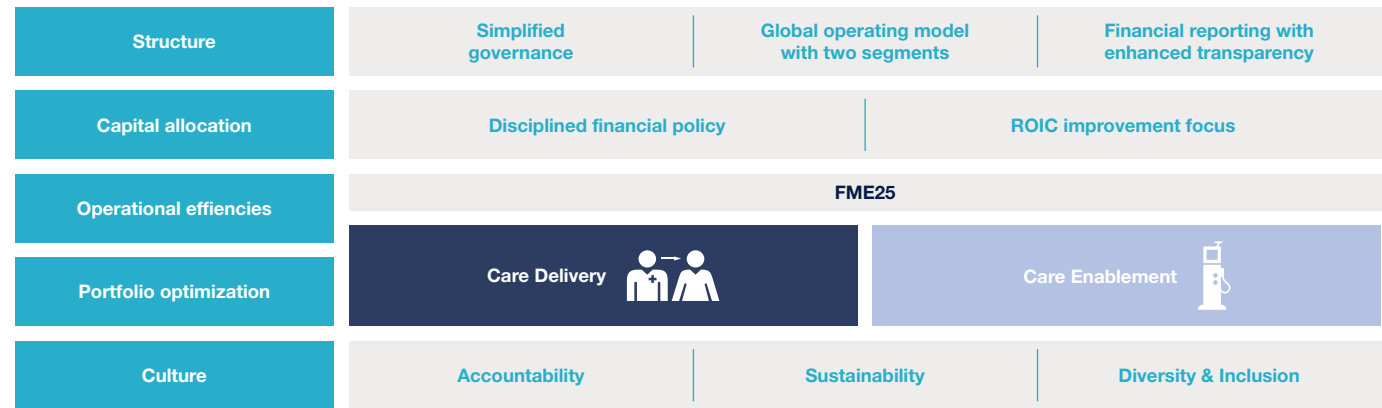 Structure
Simplified
governance
Global operating model
with two segments
Financial reporting with
enhanced transparency
Capital allocation
Disciplined financial policy
ROIC improvement focus
Operational effiencies
FME25
Portfolio optimization
Care Delivery
Care Enablement
Culture
Accountability
Sustainability
Diversity & Inclusion